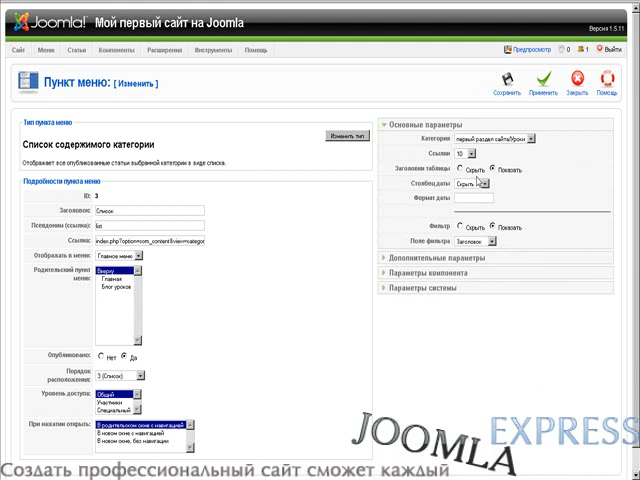 Joomla! Мой первый сайт на Joomla
Версия 1.5.11
Сайт Меню Статьи Компоненты Расширения Инструменты Помощь
Предпросмотр 0 1 Выйти
Пункт меню: [ Изменить ]
Сохранить Применить Закрыть Помощь
Тип пункта меню
Изменить тип
Список содержимого категории
Отображает все опубликованные статьи выбранной категории в виде списка.
Подробности пункта меню
ID: 3
Заголовок: Список
Псевдоним (ссылка): list
Ссылка: index.php?option=com_content&view=categor
Отображать в меню: Главное меню
Родительский пункт меню:
Вверху
Главная
Блог уроков
Опубликовано: Нет Да
Порядок расположения: 3 (Список)
Уровень доступа:
Общий
Участники
Специальный
При нажатии открыть:
В родительском окне с навигацией
В новом окне с навигацией
В новом окне, без навигации
Основные параметры
Категория первый раздел сайта/Уроки
Ссылки 10
Заголовки таблицы Скрыть Показать
Столбец даты Скрыть
Формат даты
Фильтр Скрыть Показать
Поле фильтра Заголовок
Дополнительные параметры
Параметры компонента
Параметры системы
JOOMLA EXPRESS
Создать профессиональный сайт сможет каждый